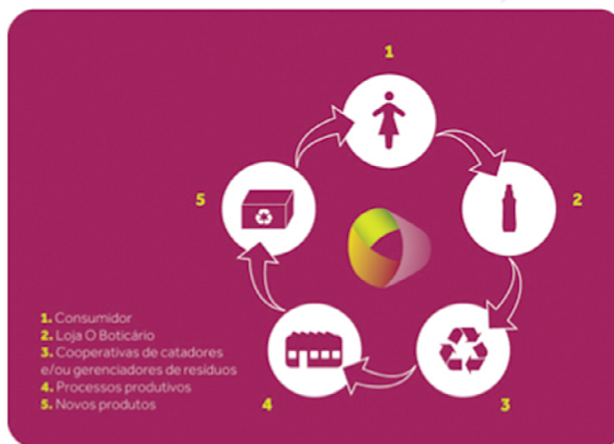 1
2
3
4
5
1. Consumidor
2. Loja O Boticário
3. Cooperativas de catadores
e/ou gerenciadores de resíduos
4. Processos produtivos
5. Novos produtos